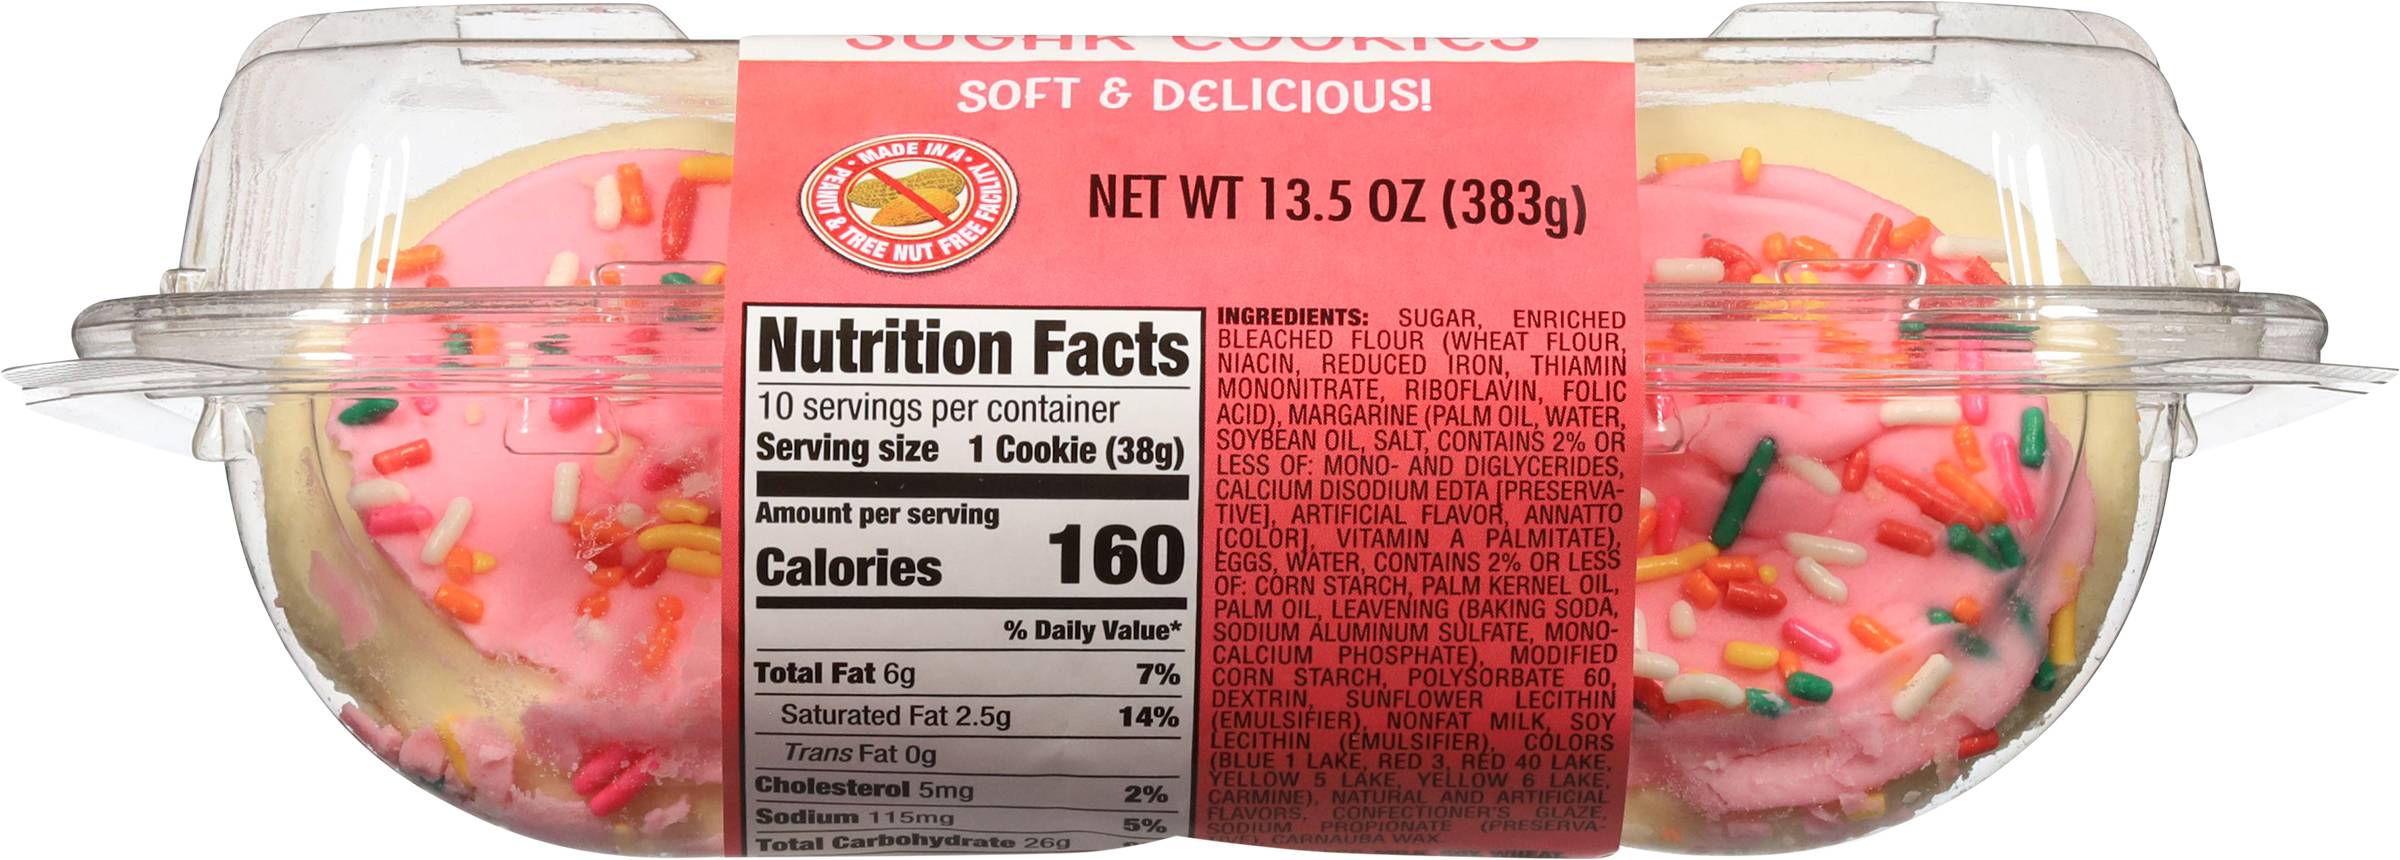 SUGAR COOKIES
SOFT & DELICIOUS!
• MADE IN A •
PEANUT & TREE NUT FREE FACILITY
NET WT 13.5 OZ (383g)
Nutrition Facts
10 servings per container
Serving size 1 Cookie (38g)
Amount per serving
Calories 160
% Daily Value*
Total Fat 6g 7%
Saturated Fat 2.5g 14%
Trans Fat 0g
Cholesterol 5mg 2%
Sodium 115mg 5%
Total Carbohydrate 26g
INGREDIENTS: SUGAR, ENRICHED
BLEACHED FLOUR (WHEAT FLOUR,
NIACIN, REDUCED IRON, THIAMIN
MONONITRATE, RIBOFLAVIN, FOLIC
ACID), MARGARINE (PALM OIL, WATER,
SOYBEAN OIL, SALT, CONTAINS 2% OR
LESS OF: MONO- AND DIGLYCERIDES,
CALCIUM DISODIUM EDTA [PRESERVA-
TIVE], ARTIFICIAL FLAVOR, ANNATTO
[COLOR], VITAMIN A PALMITATE),
EGGS, WATER, CONTAINS 2% OR LESS
OF: CORN STARCH, PALM KERNEL OIL,
PALM OIL, LEAVENING (BAKING SODA,
SODIUM ALUMINUM SULFATE, MONO-
CALCIUM PHOSPHATE), MODIFIED
CORN STARCH, POLYSORBATE 60,
DEXTRIN, SUNFLOWER LECITHIN
(EMULSIFIER), NONFAT MILK, SOY
LECITHIN (EMULSIFIER), COLORS
(BLUE 1 LAKE, RED 3, RED 40 LAKE,
YELLOW 5 LAKE, YELLOW 6 LAKE,
CARMINE), NATURAL AND ARTIFICIAL
FLAVORS, CONFECTIONER'S GLAZE,
SODIUM PROPIONATE (PRESERVA-
TIVE), CARNAUBA WAX.